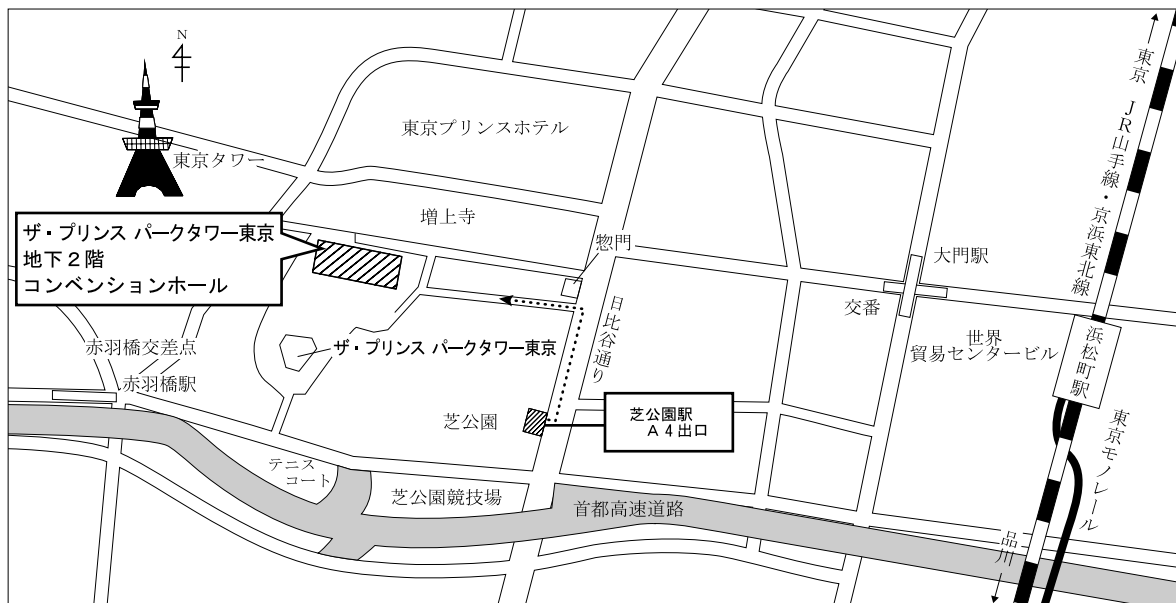 N
東京タワー
東京プリンスホテル
増上寺
ザ・プリンス パークタワー東京
地下2階
コンベンションホール
惣門
日比谷通り
大門駅
交番
世界
貿易センタービル
浜松町駅
東京
JR山手線・京浜東北線
東京モノレール
品川
赤羽橋交差点
赤羽橋駅
ザ・プリンス パークタワー東京
芝公園
芝公園駅
A4出口
テニス
コート
芝公園競技場
首都高速道路